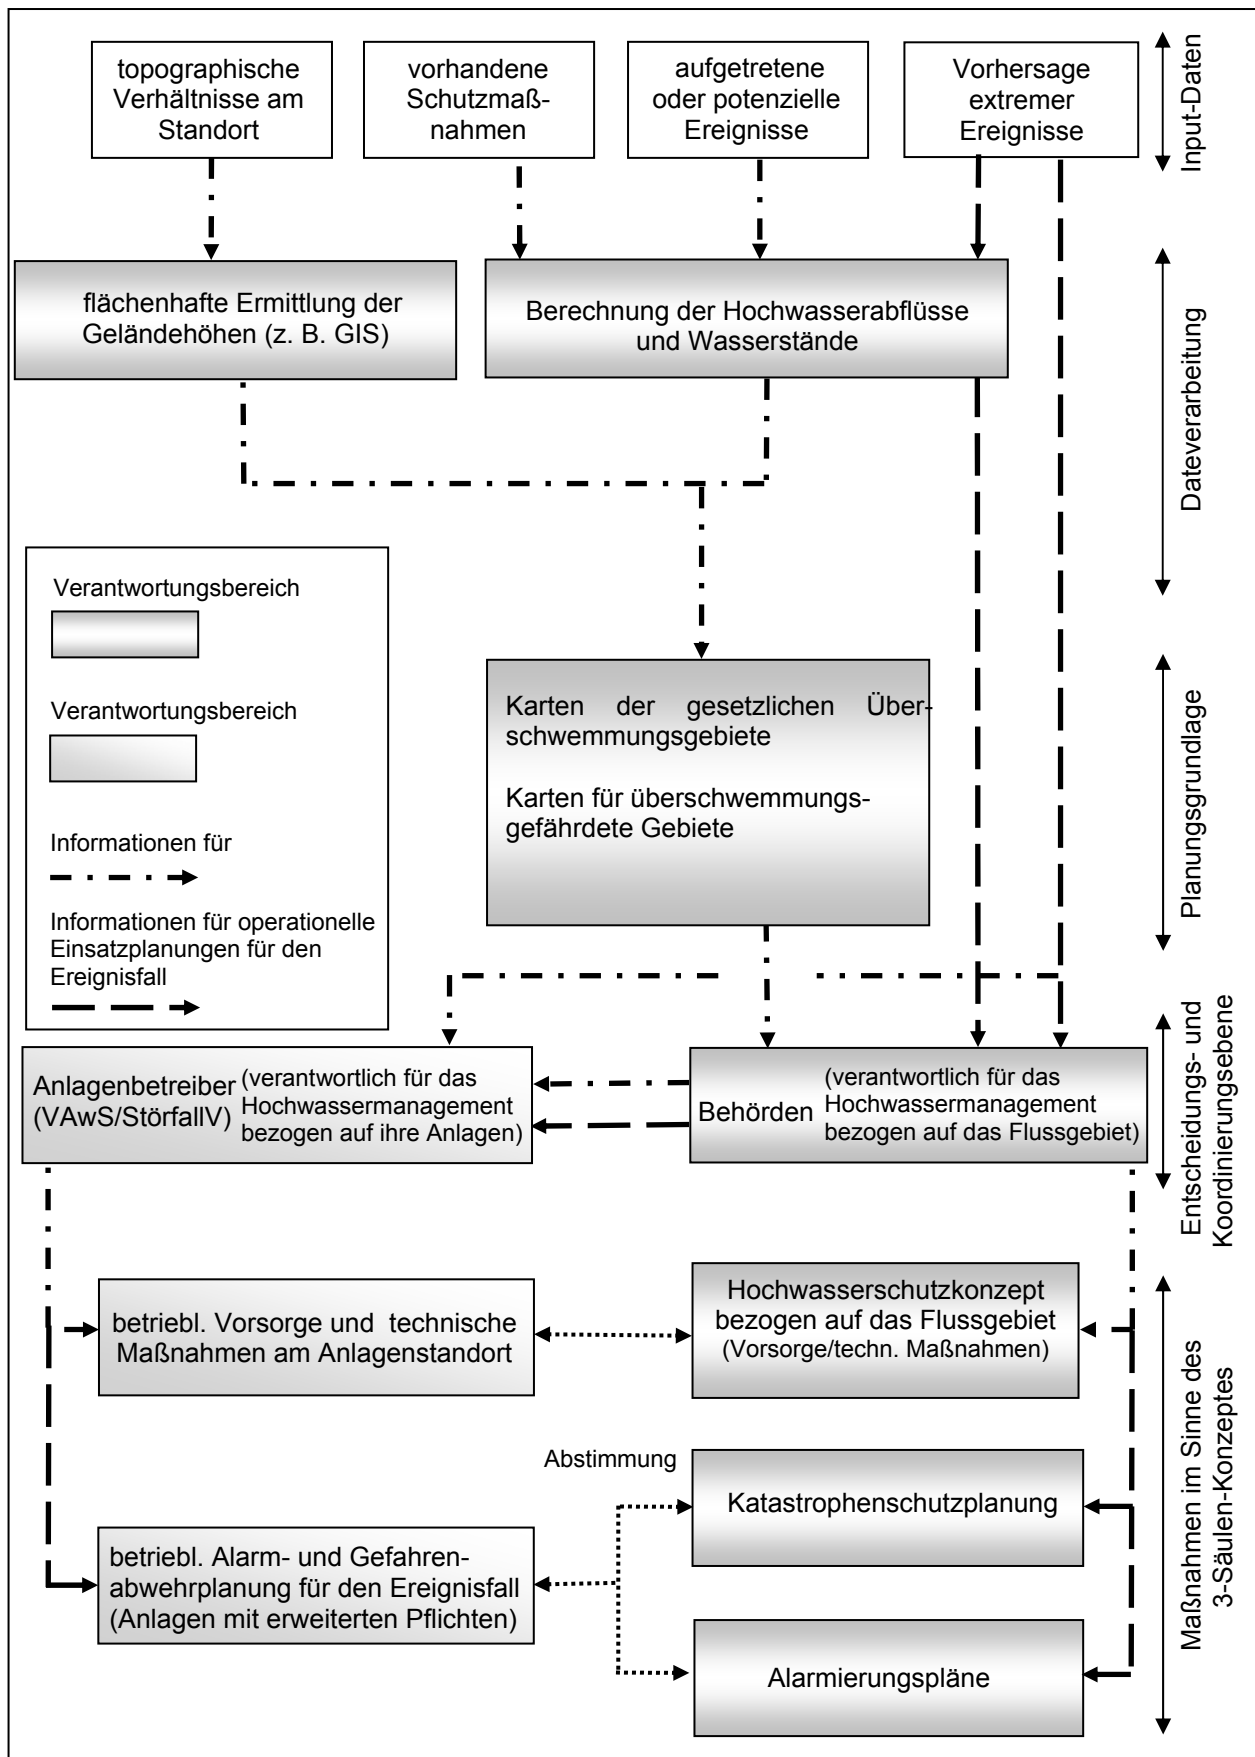 topographische
Verhältnisse am
Standort
vorhandene
Schutzmaß-
nahmen
aufgetretene
oder potenzielle
Ereignisse
Vorhersage
extremer
Ereignisse
Input-Daten
flächenhafte Ermittlung der
Geländehöhen (z. B. GIS)
Berechnung der Hochwasserabflüsse
und Wasserstände
Dateverarbeitung
Verantwortungsbereich
Verantwortungsbereich
Informationen für
Informationen für operationelle
Einsatzplanungen für den
Ereignisfall
Karten der gesetzlichen Über-
schwemmungsgebiete
Karten für überschwemmungs-
gefährdete Gebiete
Planungsgrundlage
Anlagenbetreiber
(VAwS/StörfallV)
(verantwortlich für das
Hochwassermanagement
bezogen auf ihre Anlagen)
Behörden
(verantwortlich für das
Hochwassermanagement
bezogen auf das Flussgebiet)
Entscheidungs- und
Koordinierungsebene
betriebl. Vorsorge und technische
Maßnahmen am Anlagenstandort
Hochwasserschutzkonzept
bezogen auf das Flussgebiet
(Vorsorge/techn. Maßnahmen)
Abstimmung
Katastrophenschutzplanung
betriebl. Alarm- und Gefahren-
abwehrplanung für den Ereignisfall
(Anlagen mit erweiterten Pflichten)
Alarmierungspläne
Maßnahmen im Sinne des
3-Säulen-Konzeptes